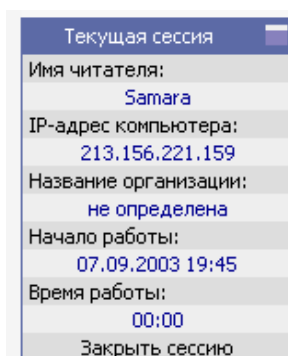 Текущая сессия
Имя читателя:
Samara
IP-адрес компьютера:
213.156.221.159
Название организации:
не определена
Начало работы:
07.09.2003 19:45
Время работы:
00:00
Закрыть сессию